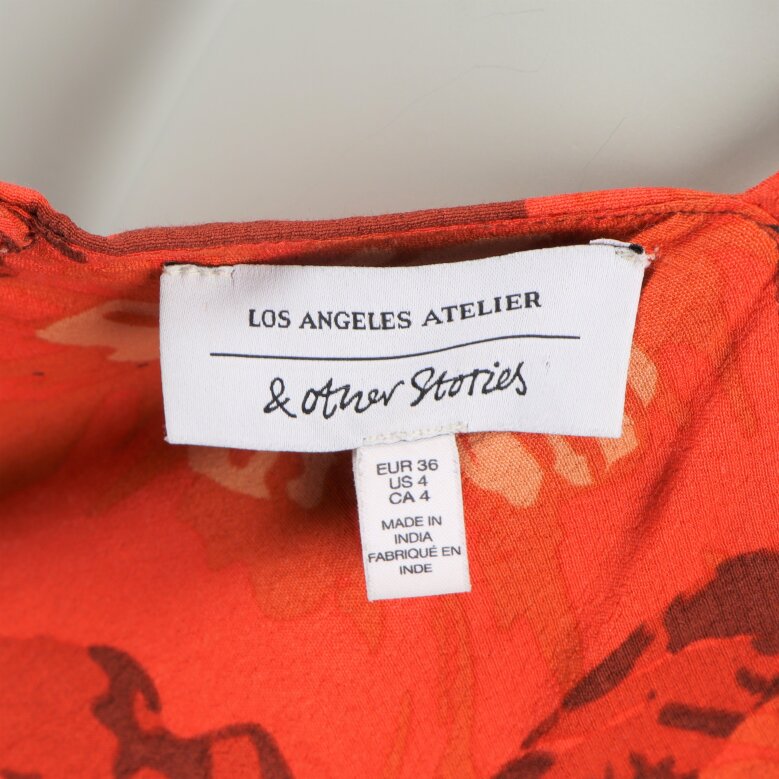 LOS ANGELES ATELIER
& other Stories
EUR 36
US 4
CA 4
MADE IN
INDIA
FABRIQUÉ EN
INDE